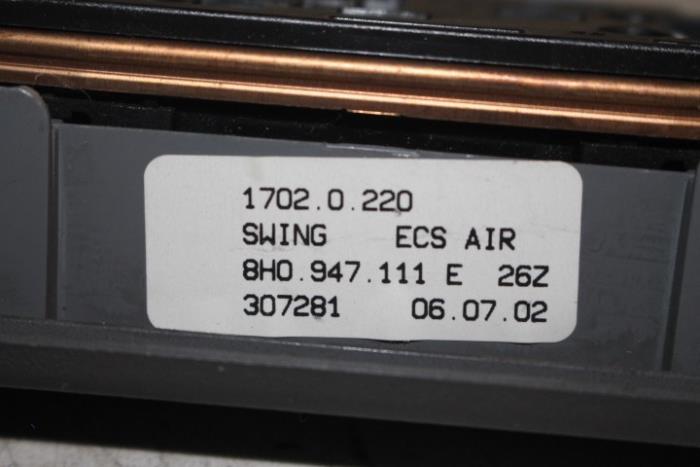 1702.0.220
SWING ECS AIR
8H0.947.111 E 26Z
307281 06.07.02